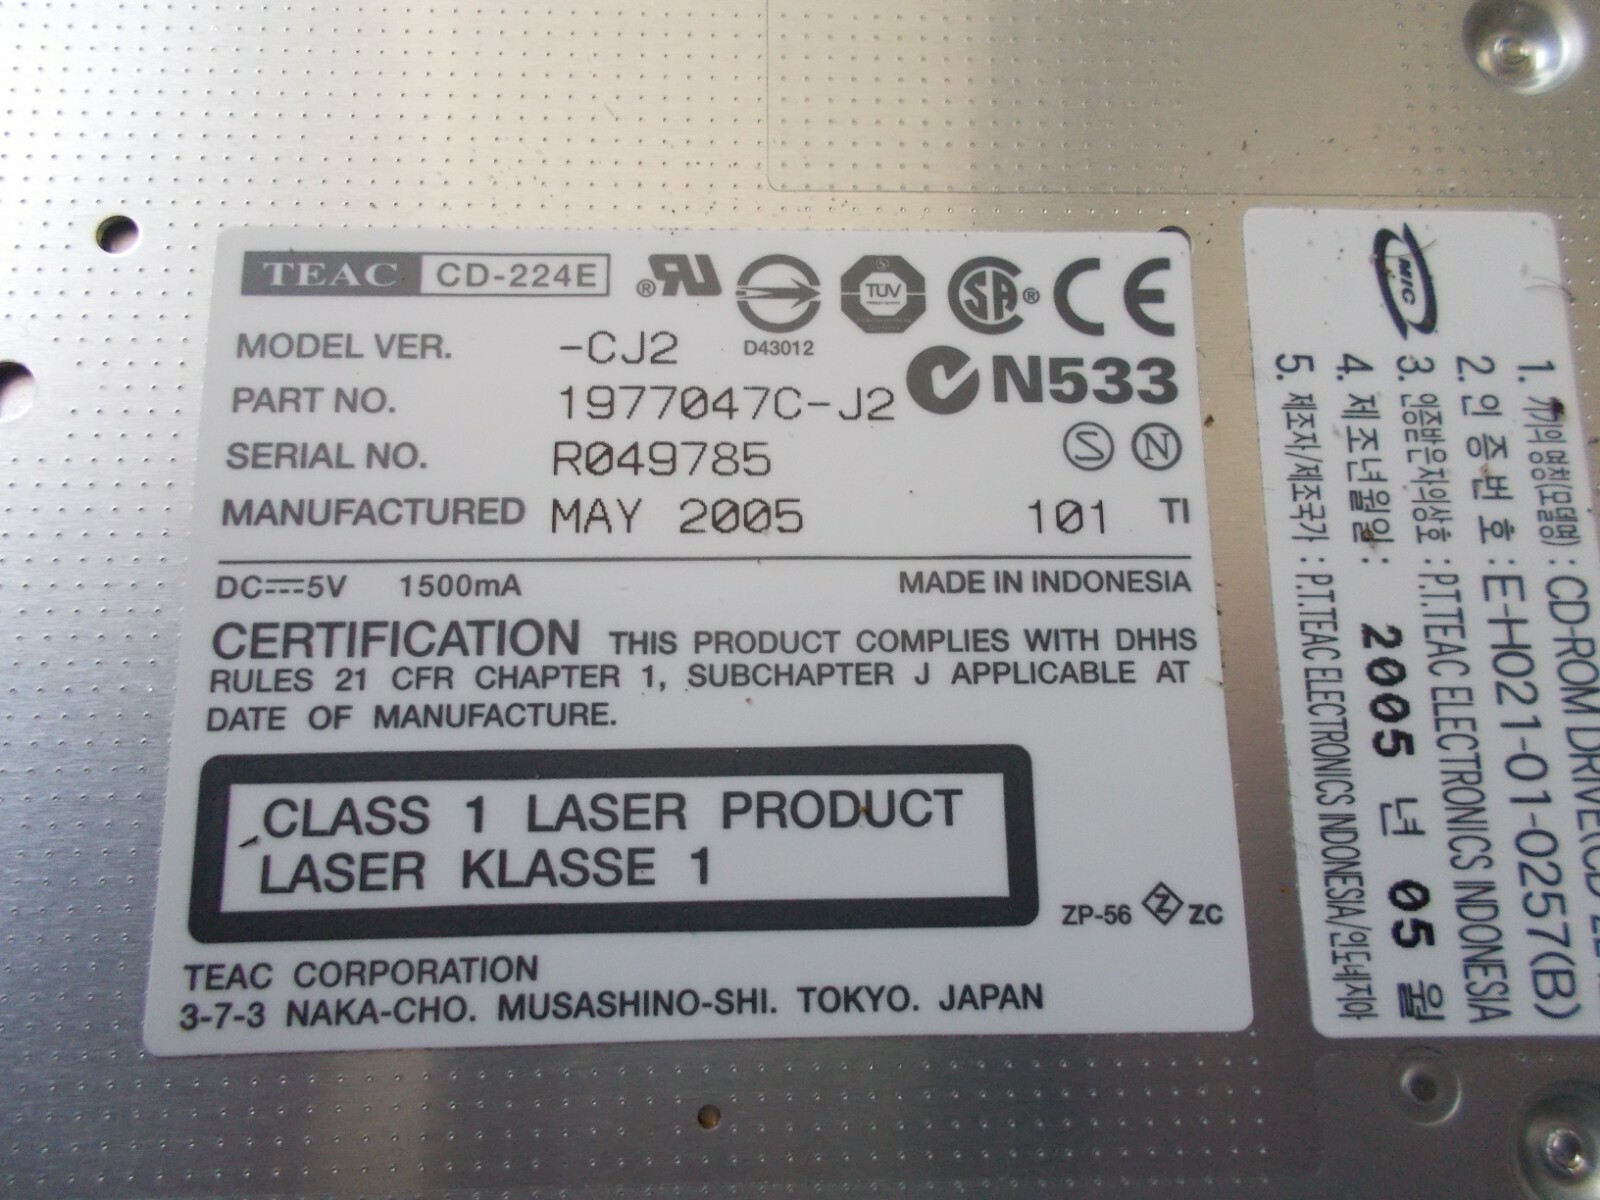 TEAC CD-224E
D43012
MODEL VER. -CJ2
N533
PART NO. 1977047C-J2
SERIAL NO. R049785
S N
MANUFACTURED MAY 2005 101 TI
DC 5V 1500mA MADE IN INDONESIA
CERTIFICATION THIS PRODUCT COMPLIES WITH DHHS
RULES 21 CFR CHAPTER 1, SUBCHAPTER J APPLICABLE AT
DATE OF MANUFACTURE.
CLASS 1 LASER PRODUCT
LASER KLASSE 1
ZP-56 Z ZC
TEAC CORPORATION
3-7-3 NAKA-CHO. MUSASHINO-SHI. TOKYO. JAPAN
TUV
SA
CE
MIC
1. 기기의명칭(모델명) : CD-ROM DRIVE(CD
2. 인증번호 : E-H021-01-0257(B)
3. 인증받은자의상호 : P.T.TEAC ELECTRONICS INDONESIA
4. 제조년월일 : 2005 년 05 월
5. 제조자/제조국가 : P.T.TEAC ELECTRONICS INDONESIA/인도네시아